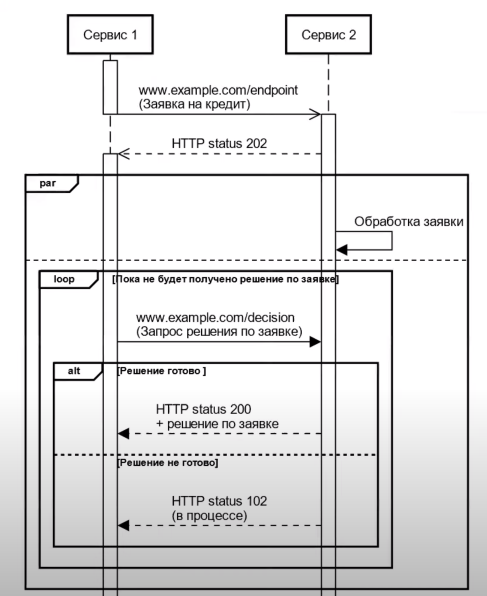 Сервис 1
Сервис 2
www.example.com/endpoint
(Заявка на кредит)
HTTP status 202
par
Обработка заявки
loop
[Пока не будет получено решение по заявке]
www.example.com/decision
(Запрос решения по заявке)
alt
[Решение готово ]
HTTP status 200
+ решение по заявке
[Решение не готово]
HTTP status 102
(в процессе)